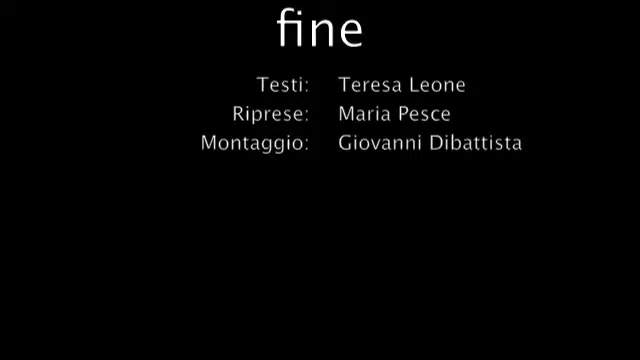 fine
Testi: Teresa Leone
Riprese: Maria Pesce
Montaggio: Giovanni Dibattista